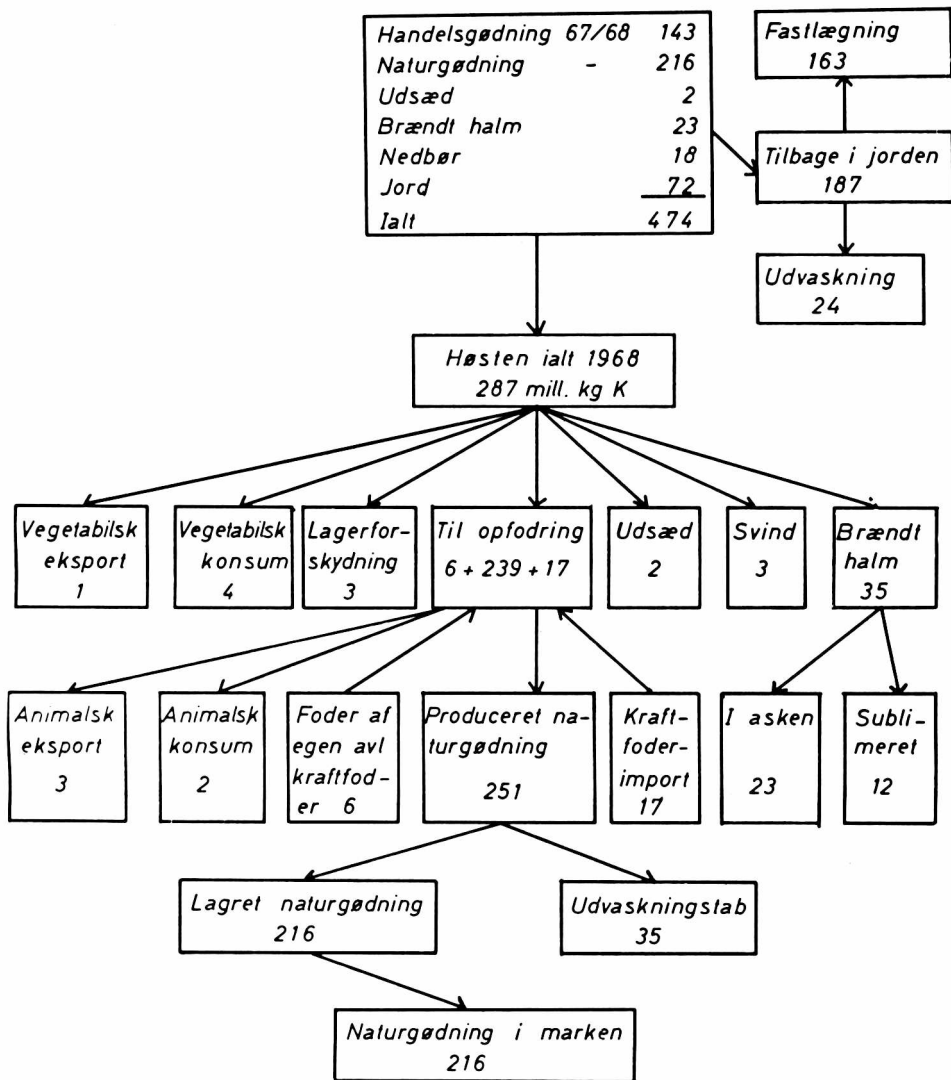 Handelsgødning 67/68 143
Naturgødning - 216
Udsæd 2
Brændt halm 23
Nedbør 18
Jord 72
Ialt 474
Fastlægning
163
Tilbage i jorden
187
Udvaskning
24
Høsten ialt 1968
287 mill. kg K
Vegetabilsk
eksport
1
Vegetabilsk
konsum
4
Lagerfor-
skydning
3
Til opfodring
6 + 239 + 17
Udsæd
2
Svind
3
Brændt
halm
35
Animalsk
eksport
3
Animalsk
konsum
2
Foder af
egen avl
kraftfod-
er 6
Produceret na-
turgødning
251
Kraft-
foder-
import
17
I asken
23
Subli-
meret
12
Lagret naturgødning
216
Udvaskningstab
35
Naturgødning i marken
216